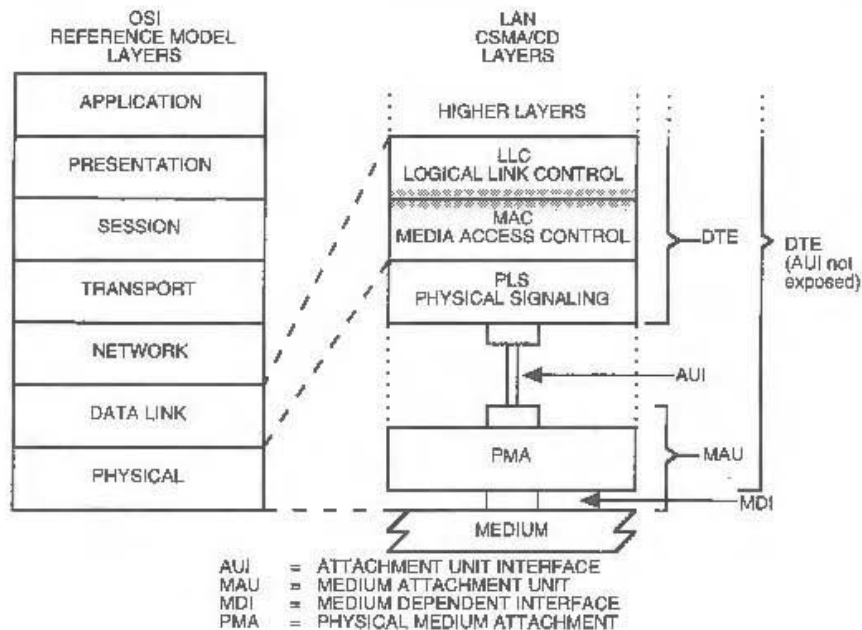 OSI
REFERENCE MODEL
LAYERS
APPLICATION
PRESENTATION
SESSION
TRANSPORT
NETWORK
DATA LINK
PHYSICAL
LAN
CSMA/CD
LAYERS
HIGHER LAYERS
LLC
LOGICAL LINK CONTROL
MAC
MEDIA ACCESS CONTROL
PLS
PHYSICAL SIGNALING
AUI
PMA
MDI
MEDIUM
DTE
MAU
DTE
(AUI not
exposed)
AUI = ATTACHMENT UNIT INTERFACE
MAU = MEDIUM ATTACHMENT UNIT
MDI = MEDIUM DEPENDENT INTERFACE
PMA = PHYSICAL MEDIUM ATTACHMENT